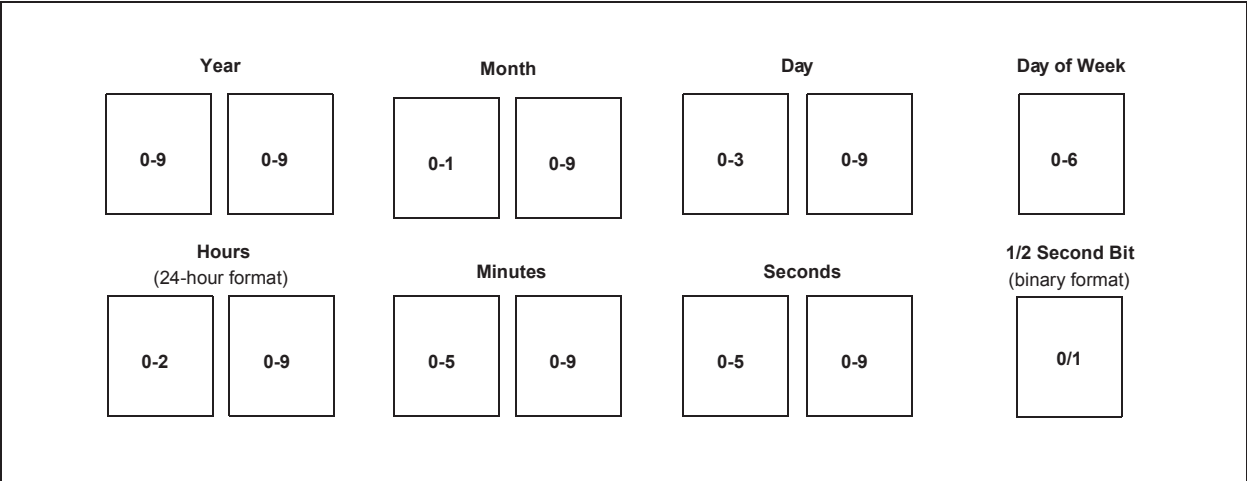 Year Month Day Day of Week
0-9 0-9 0-1 0-9 0-3 0-9 0-6
Hours
(24-hour format)
Minutes Seconds
1/2 Second Bit
(binary format)
0-2 0-9 0-5 0-9 0-5 0-9 0/1